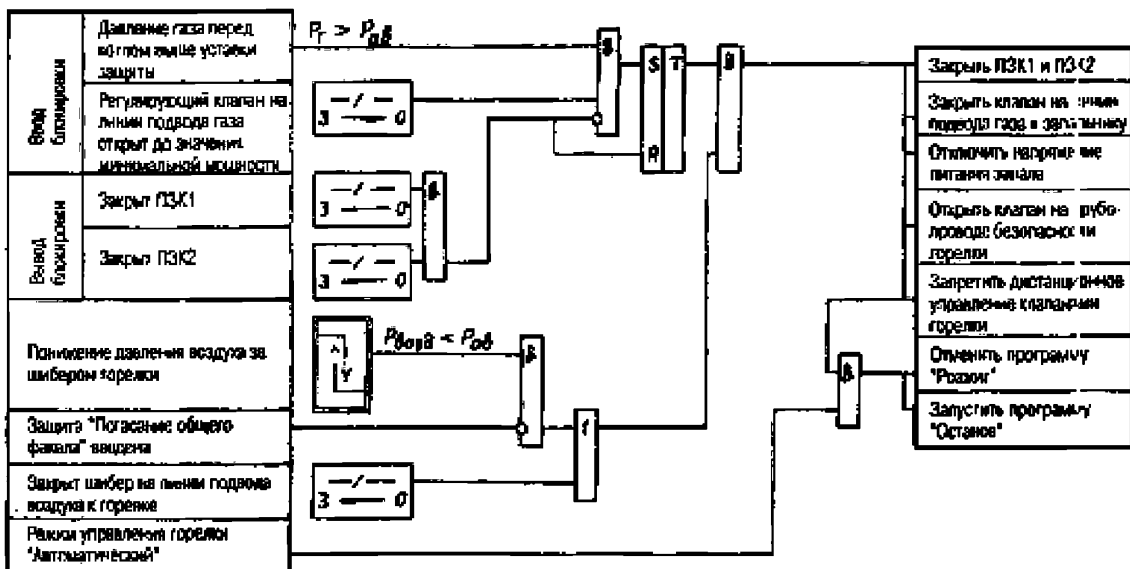 Ввод
блокировки
Давление газа перед
котлом выше уставки
защиты
Pг > Pав
Регулирующий клапан на
линии подвода газа
открыт до значения
минимальной мощности
З О
Вывод
блокировки
Закрыт ПЗК1
З О
Закрыт ПЗК2
З О
&
&
S T
R
&
Понижение давления воздуха за
шибером горелки
Pвозд < Pав
&
Защита "Погасание общего
факела" введена
1
Закрыт шибер на линии подвода
воздуха к горелке
З О
Режим управления горелки
"Автоматический"
&
Закрыть ПЗК1 и ПЗК2
Закрыть клапан на линии
подвода газа к запальнику
Отключить напряжение
питания запала
Открыть клапан на трубо-
проводе безопасности
горелки
Запретить дистанционное
управление клапанами
горелки
Отменить программу
"Розжиг"
Запустить программу
"Останов"